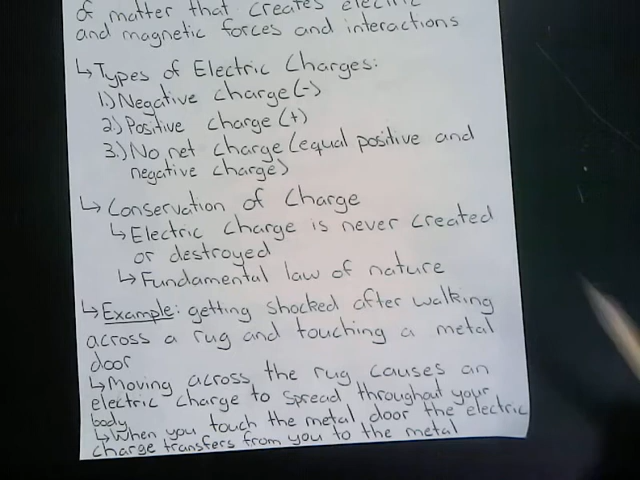 of matter that creates electric
and magnetic forces and interactions
↳ Types of Electric Charges:
1.) Negative charge (-)
2.) Positive charge (+)
3.) No net charge (equal positive and
negative charge)
↳ Conservation of Charge
↳ Electric charge is never created
or destroyed
↳ Fundamental law of nature
↳ Example: getting shocked after walking
across a rug and touching a metal
door
↳ Moving across the rug causes an
electric charge to spread throughout your
body
↳ When you touch the metal door the electric
charge transfers from you to the metal